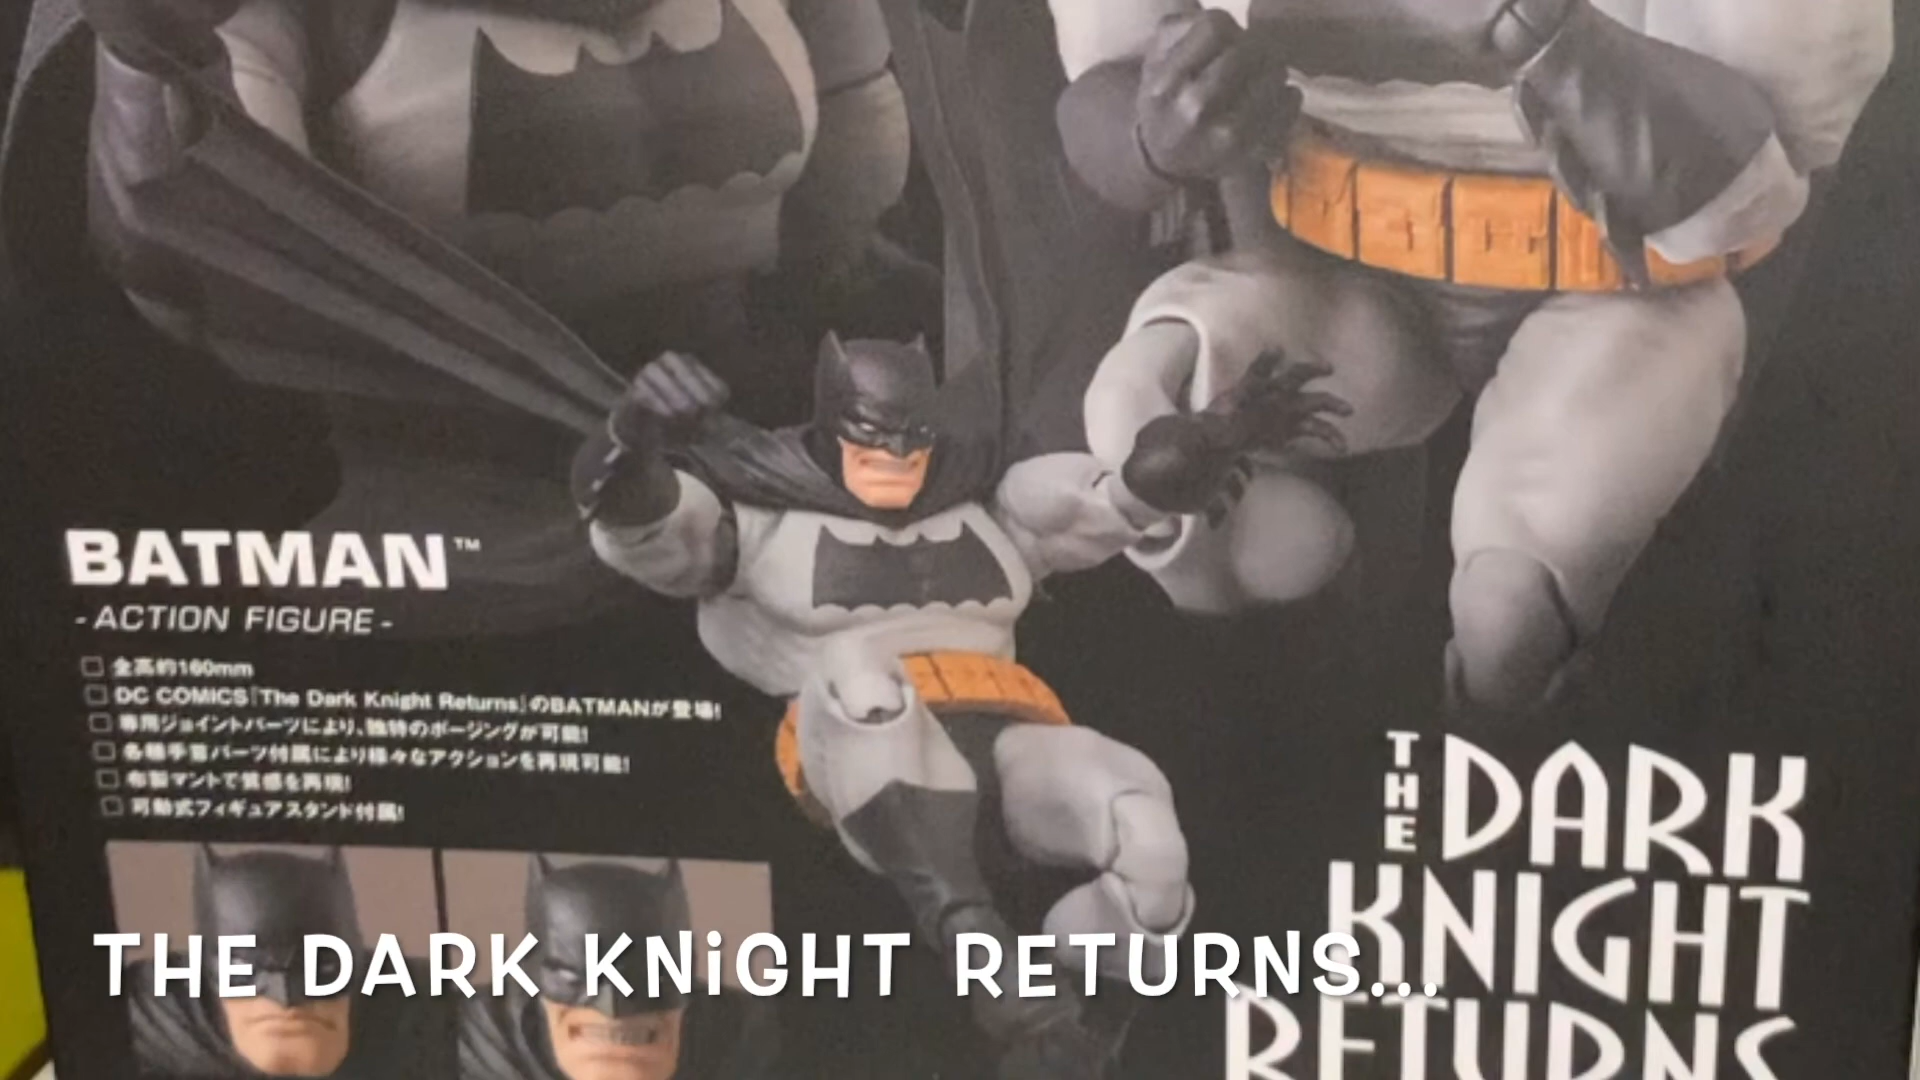 BATMAN™
-ACTION FIGURE-
□ 全高約160mm
□ DC COMICS「The Dark Knight Returns」のBATMANが登場!
□ 専用ジョイントパーツにより、独特のポージングが可能!
□ 各種手首パーツ付属により様々なアクションを再現可能!
□ 布製マントで質感を再現!
□ 可動式フィギュアスタンド付属!
THE DARK
KNIGHT
RETURNS
THE DARK KNiGHT RETURNS...